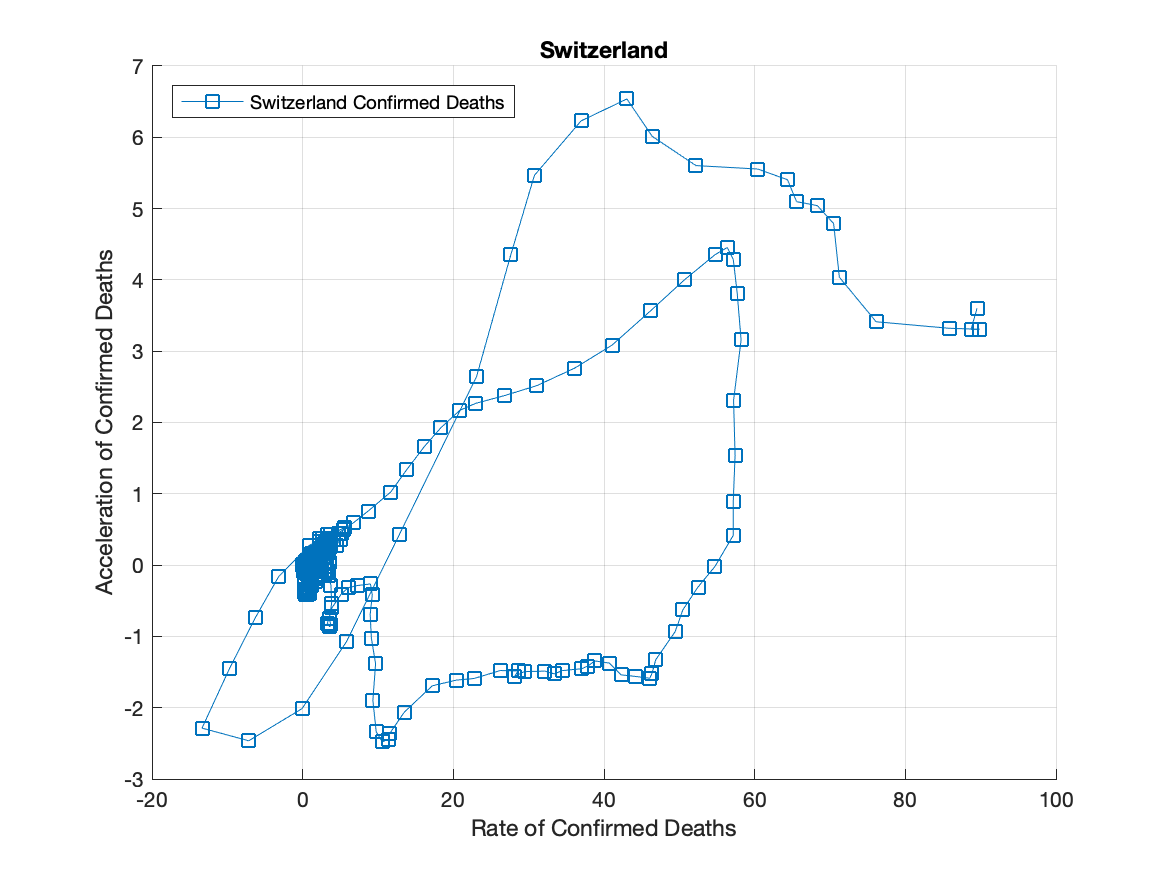 Switzerland
7
Switzerland Confirmed Deaths
6
5
4
3
2
1
0
-1
-2
-3
Acceleration of Confirmed Deaths
-20 0 20 40 60 80 100
Rate of Confirmed Deaths